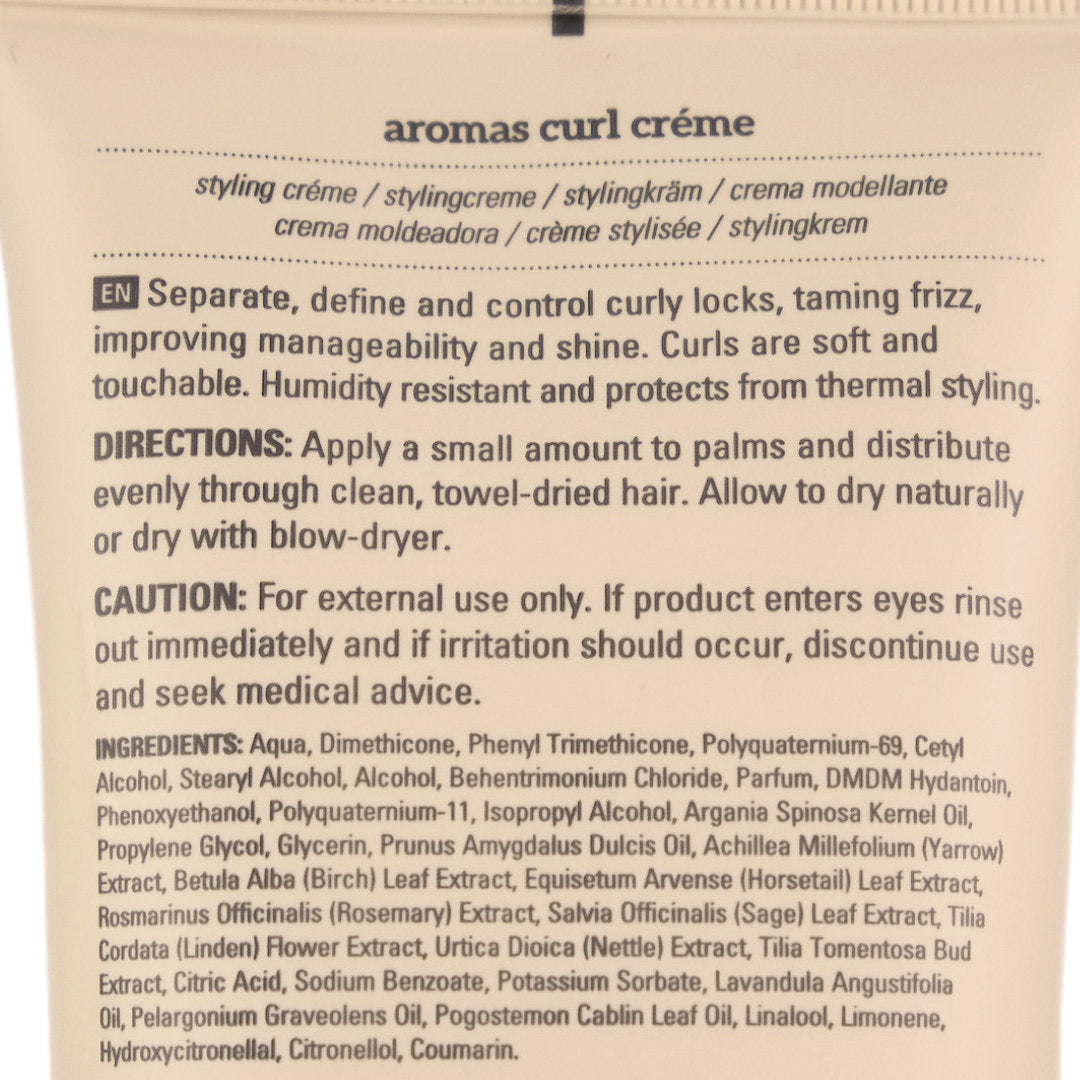 aromas curl créme
styling créme / stylingcreme / stylingkräm / crema modellante
crema moldeadora / crème stylisée / stylingkrem
EN Separate, define and control curly locks, taming frizz,
improving manageability and shine. Curls are soft and
touchable. Humidity resistant and protects from thermal styling.
DIRECTIONS: Apply a small amount to palms and distribute
evenly through clean, towel-dried hair. Allow to dry naturally
or dry with blow-dryer.
CAUTION: For external use only. If product enters eyes rinse
out immediately and if irritation should occur, discontinue use
and seek medical advice.
INGREDIENTS: Aqua, Dimethicone, Phenyl Trimethicone, Polyquaternium-69, Cetyl
Alcohol, Stearyl Alcohol, Alcohol, Behentrimonium Chloride, Parfum, DMDM Hydantoin,
Phenoxyethanol, Polyquaternium-11, Isopropyl Alcohol, Argania Spinosa Kernel Oil,
Propylene Glycol, Glycerin, Prunus Amygdalus Dulcis Oil, Achillea Millefolium (Yarrow)
Extract, Betula Alba (Birch) Leaf Extract, Equisetum Arvense (Horsetail) Leaf Extract,
Rosmarinus Officinalis (Rosemary) Extract, Salvia Officinalis (Sage) Leaf Extract, Tilia
Cordata (Linden) Flower Extract, Urtica Dioica (Nettle) Extract, Tilia Tomentosa Bud
Extract, Citric Acid, Sodium Benzoate, Potassium Sorbate, Lavandula Angustifolia
Oil, Pelargonium Graveolens Oil, Pogostemon Cablin Leaf Oil, Linalool, Limonene,
Hydroxycitronellal, Citronellol, Coumarin.